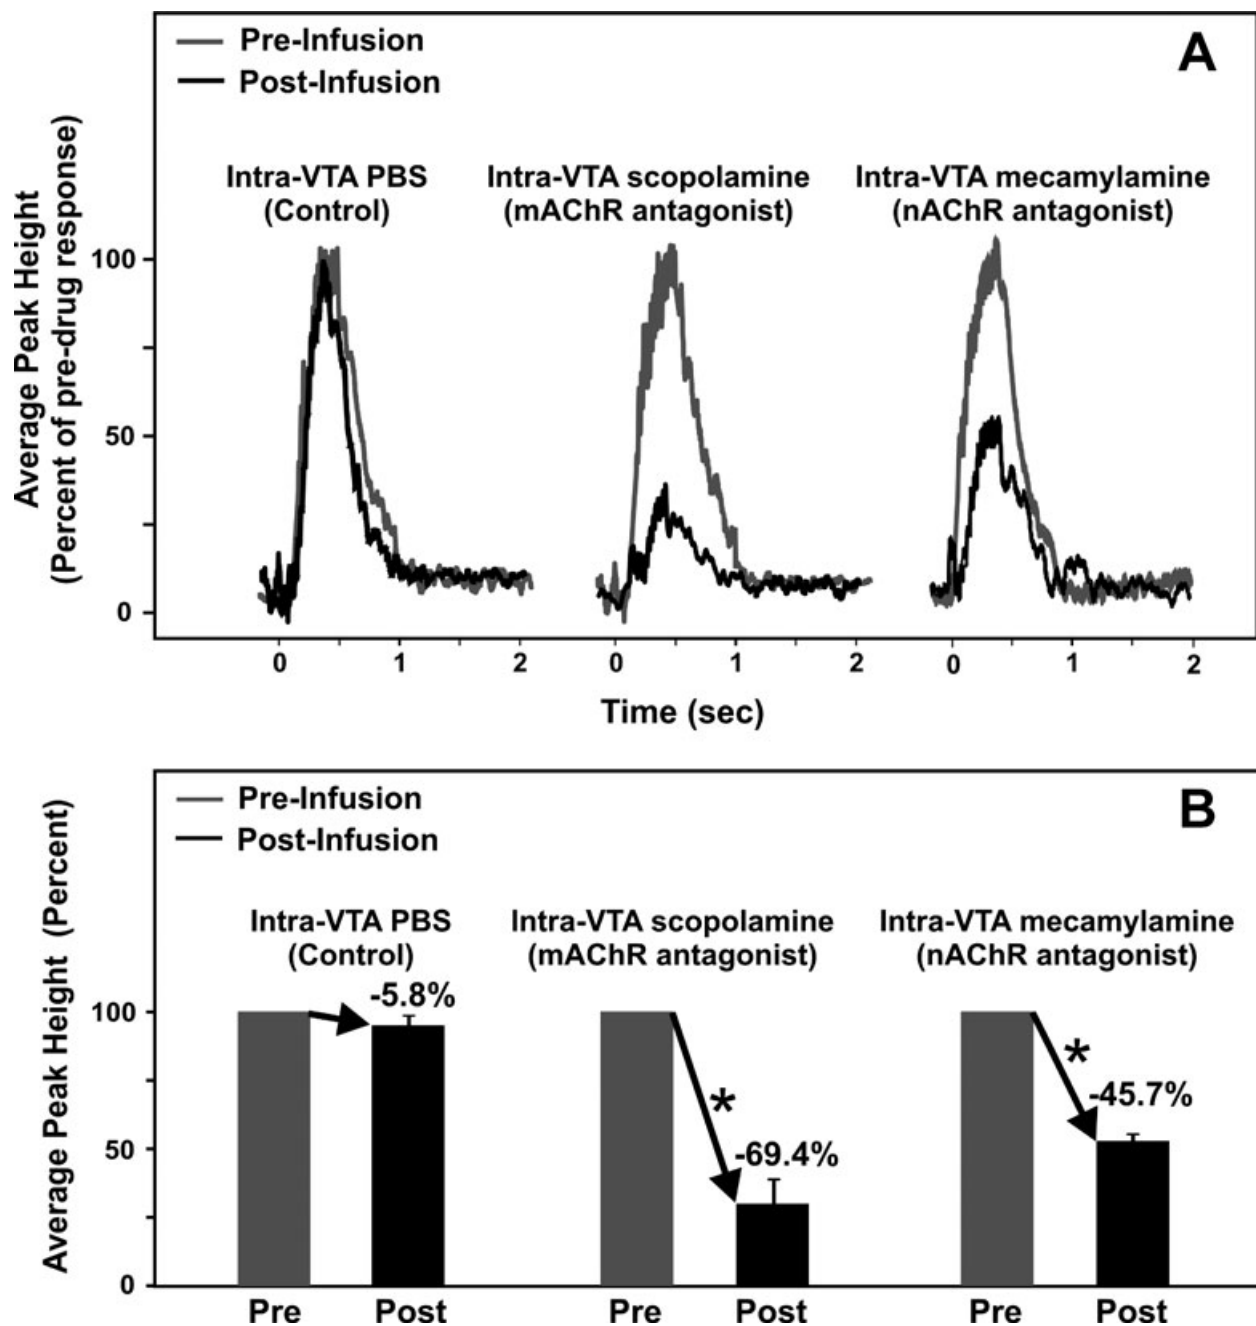 Pre-Infusion
Post-Infusion
A
Intra-VTA PBS
(Control)
Intra-VTA scopolamine
(mAChR antagonist)
Intra-VTA mecamylamine
(nAChR antagonist)
Average Peak Height
(Percent of pre-drug response)
100
50
0
0 1 2
0 1 2
0 1 2
Time (sec)
Pre-Infusion
Post-Infusion
B
Intra-VTA PBS
(Control)
Intra-VTA scopolamine
(mAChR antagonist)
Intra-VTA mecamylamine
(nAChR antagonist)
Average Peak Height (Percent)
100
50
0
-5.8%
*
-69.4%
*
-45.7%
Pre Post
Pre Post
Pre Post